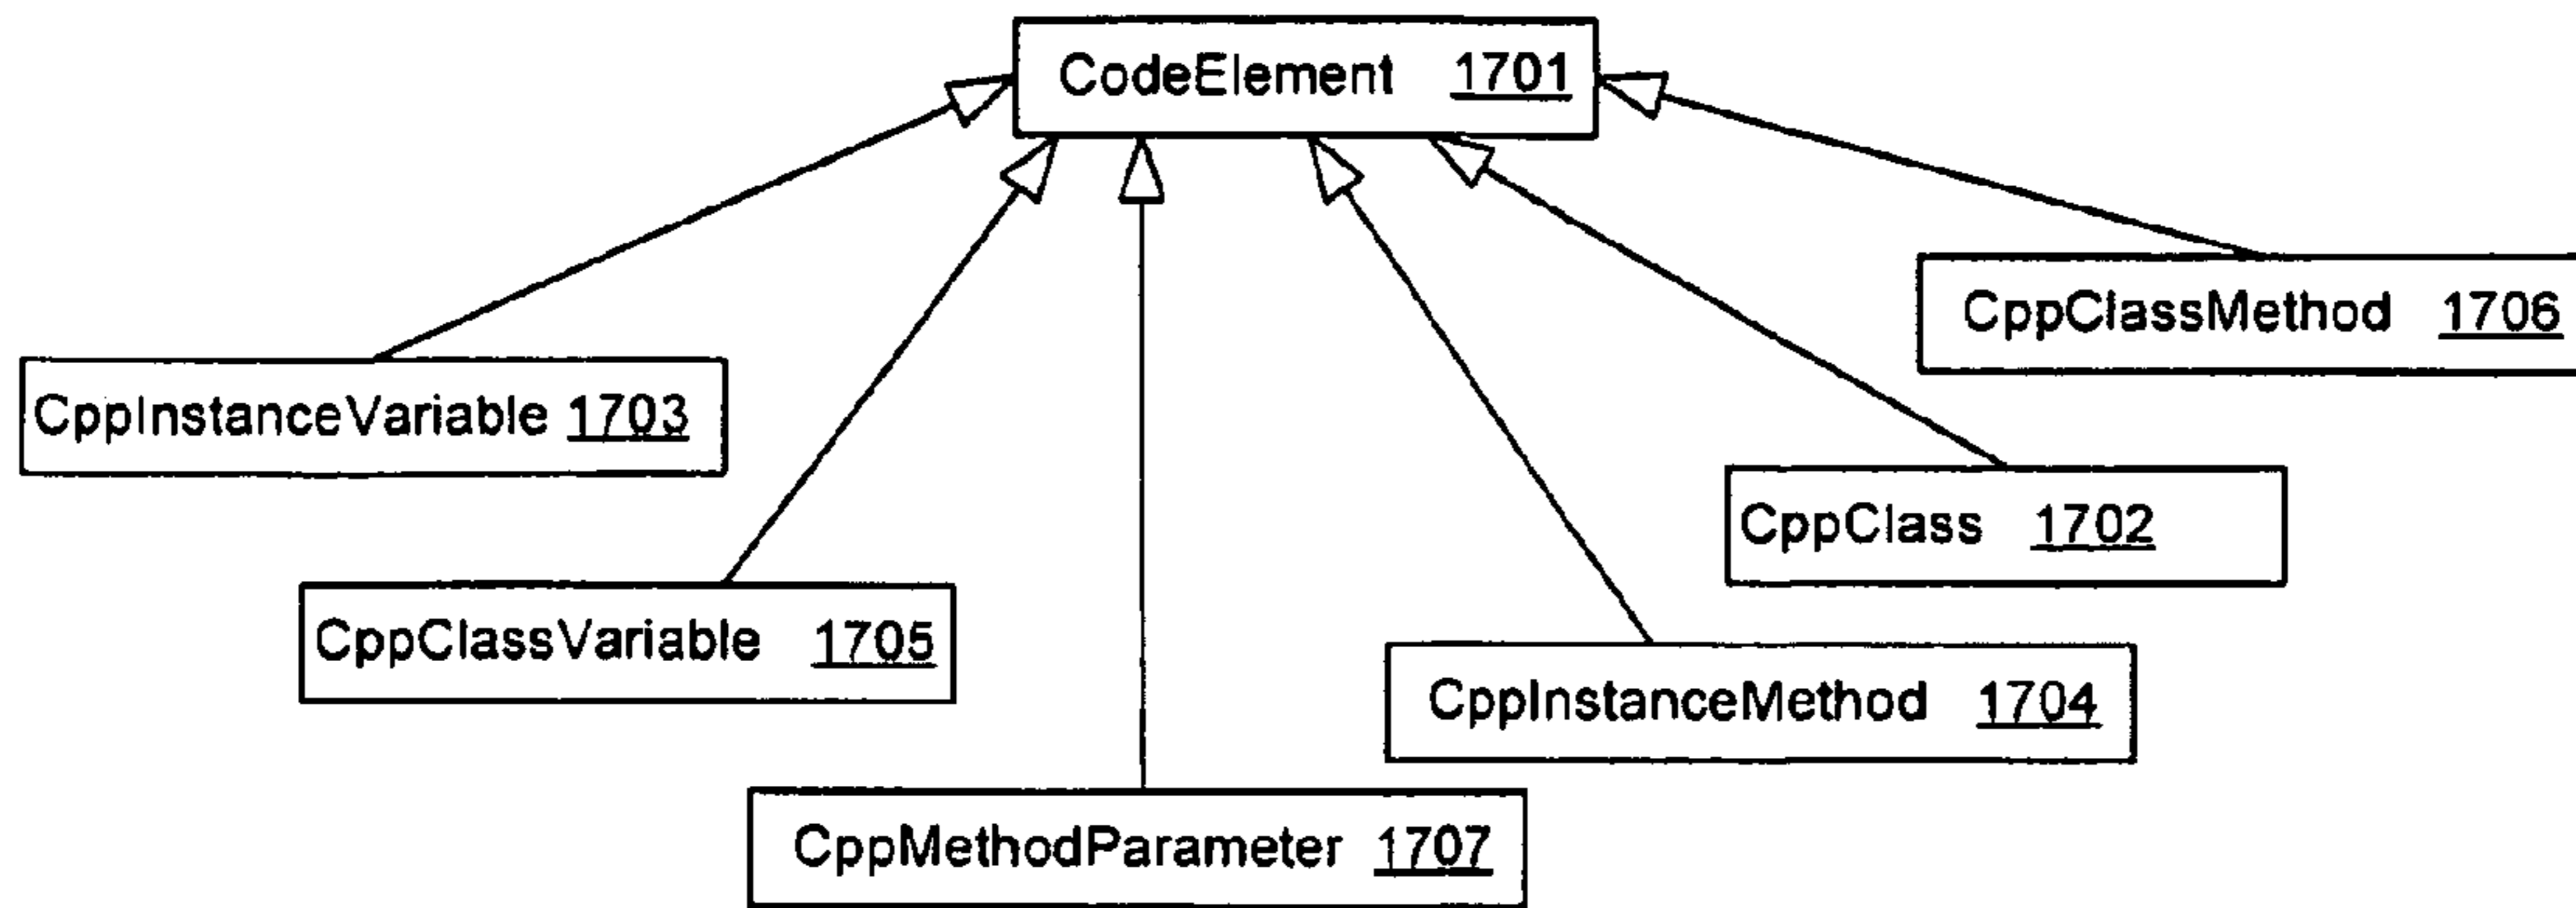 CodeElement 1701
CppClassMethod 1706
CppInstanceVariable 1703
CppClass 1702
CppClassVariable 1705
CppInstanceMethod 1704
CppMethodParameter 1707